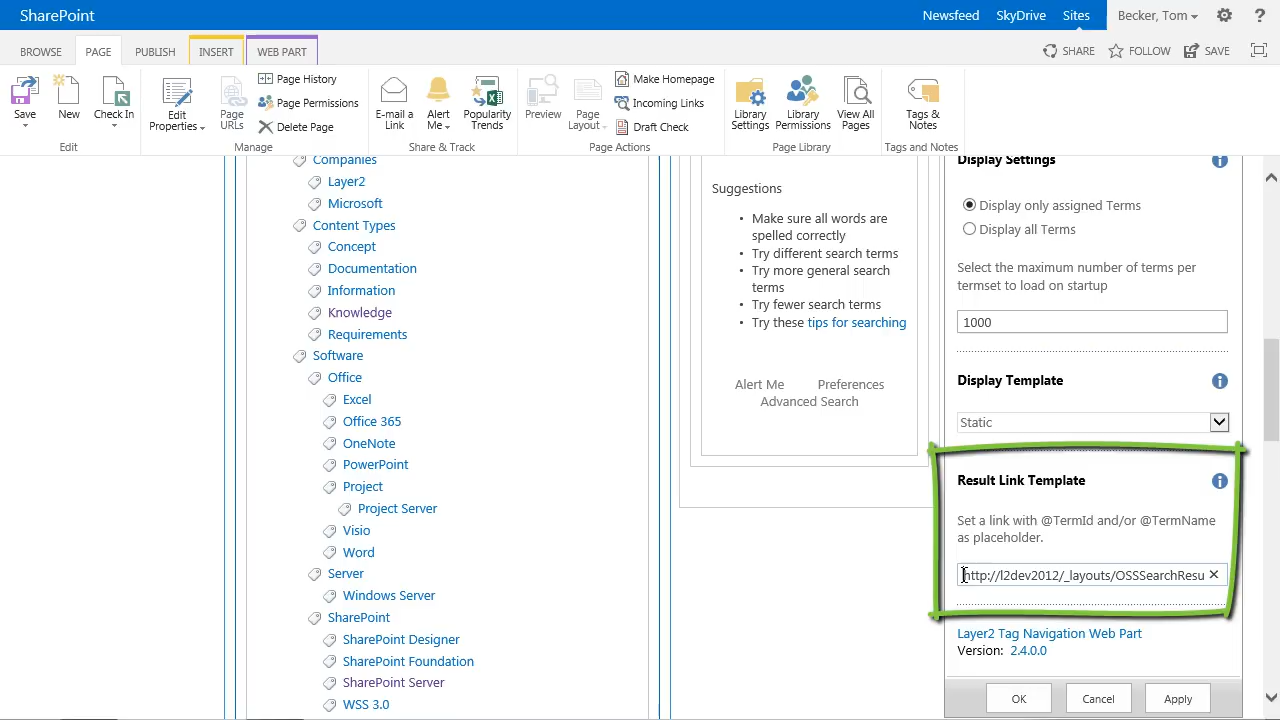 SharePoint
Newsfeed SkyDrive Sites Becker, Tom ?
BROWSE PAGE PUBLISH INSERT WEB PART SHARE FOLLOW SAVE
Save New Check In
Edit
Edit Properties
Page URLs
Page History
Page Permissions
Delete Page
Manage
E-mail a Link
Alert Me
Popularity Trends
Share & Track
Preview
Page Layout
Make Homepage
Incoming Links
Draft Check
Page Actions
Library Settings
Library Permissions
View All Pages
Page Library
Tags & Notes
Tags and Notes
Companies
Layer2
Microsoft
Content Types
Concept
Documentation
Information
Knowledge
Requirements
Software
Office
Excel
Office 365
OneNote
PowerPoint
Project
Project Server
Visio
Word
Server
Windows Server
SharePoint
SharePoint Designer
SharePoint Foundation
SharePoint Server
WSS 3.0
Suggestions
• Make sure all words are
spelled correctly
• Try different search terms
• Try more general search
terms
• Try fewer search terms
• Try these tips for searching
Alert Me Preferences
Advanced Search
Display Settings
Display only assigned Terms
Display all Terms
Select the maximum number of terms per
termset to load on startup
1000
Display Template
Static
Result Link Template
Set a link with @TermId and/or @TermName
as placeholder.
http://l2dev2012/_layouts/OSSSearchResu
Layer2 Tag Navigation Web Part
Version: 2.4.0.0
OK Cancel Apply